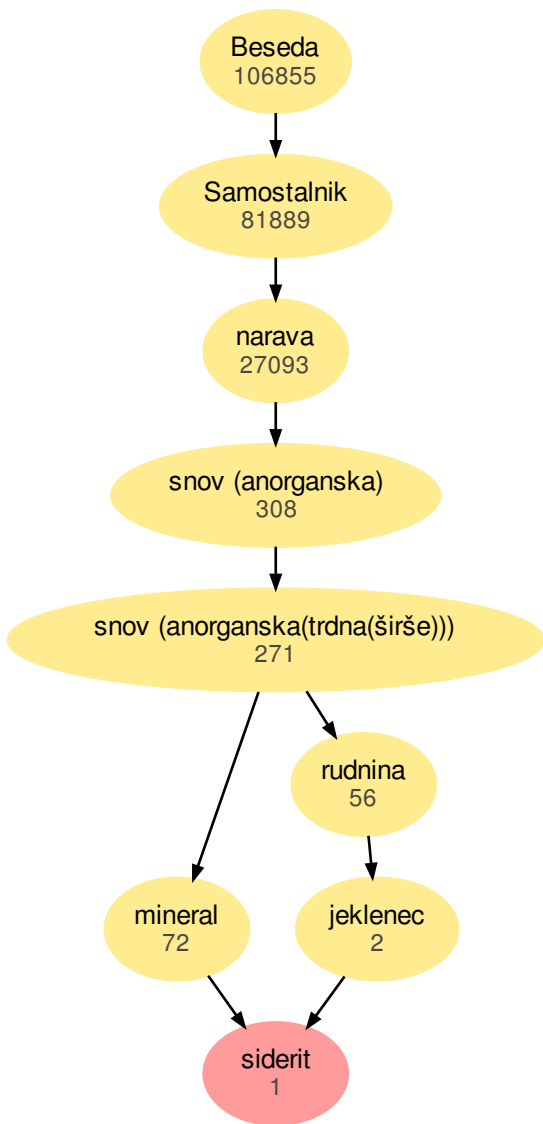 Beseda
106855
Samostalnik
81889
narava
27093
snov (anorganska)
308
snov (anorganska(trdna(širše)))
271
rudnina
56
mineral
72
jeklenec
2
siderit
1